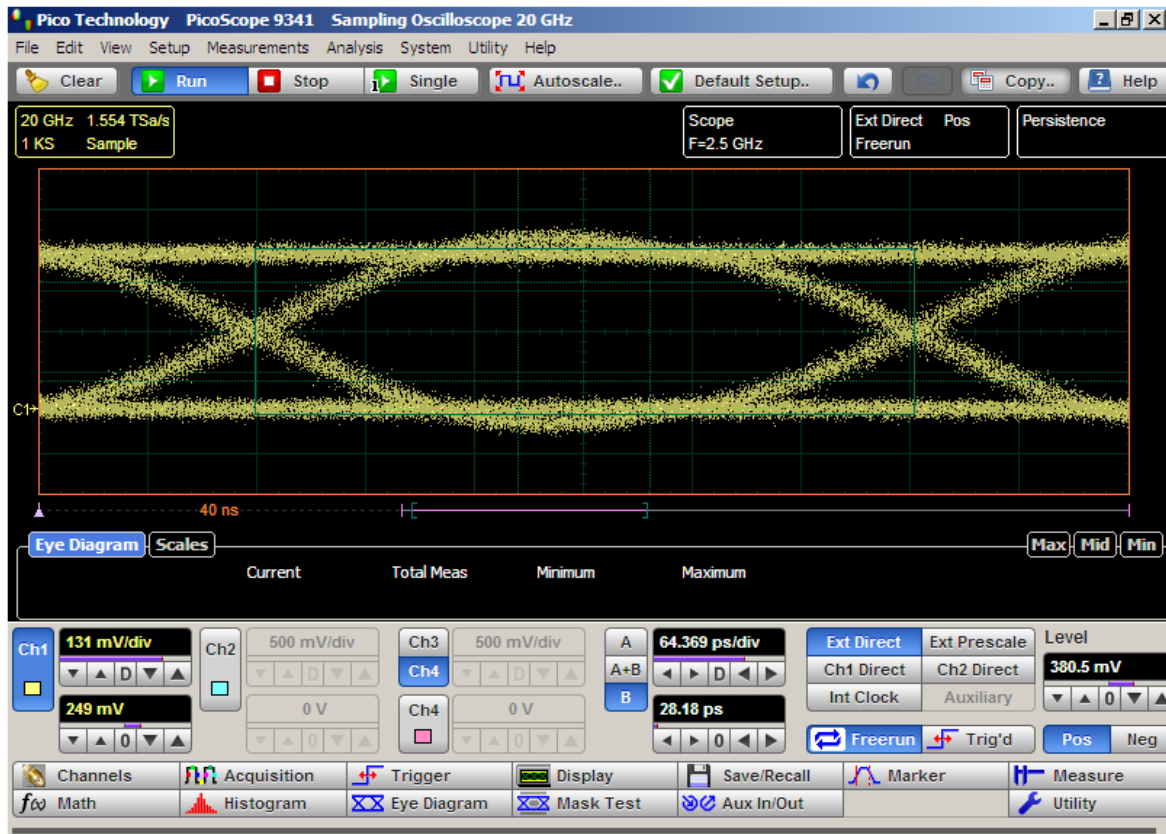 Pico Technology PicoScope 9341 Sampling Oscilloscope 20 GHz
File Edit View Setup Measurements Analysis System Utility Help
Clear Run Stop 1 Single Autoscale.. Default Setup.. Copy.. ? Help
20 GHz 1.554 TSa/s
1 KS Sample
Scope
F=2.5 GHz
Ext Direct Pos
Freerun
Persistence
C1
40 ns
Eye Diagram Scales Max Mid Min
Current Total Meas Minimum Maximum
Ch1 131 mV/div Ch2 500 mV/div Ch3 500 mV/div A 64.369 ps/div Ext Direct Ext Prescale Level
D D Ch4 D A+B D Ch1 Direct Ch2 Direct 380.5 mV
249 mV 0 V Ch4 0 V B 28.18 ps Int Clock Auxiliary 0
0 0 0 0 Freerun Trig'd Pos Neg
Channels Acquisition Trigger Display Save/Recall Marker Measure
f(x) Math Histogram Eye Diagram Mask Test Aux In/Out Utility